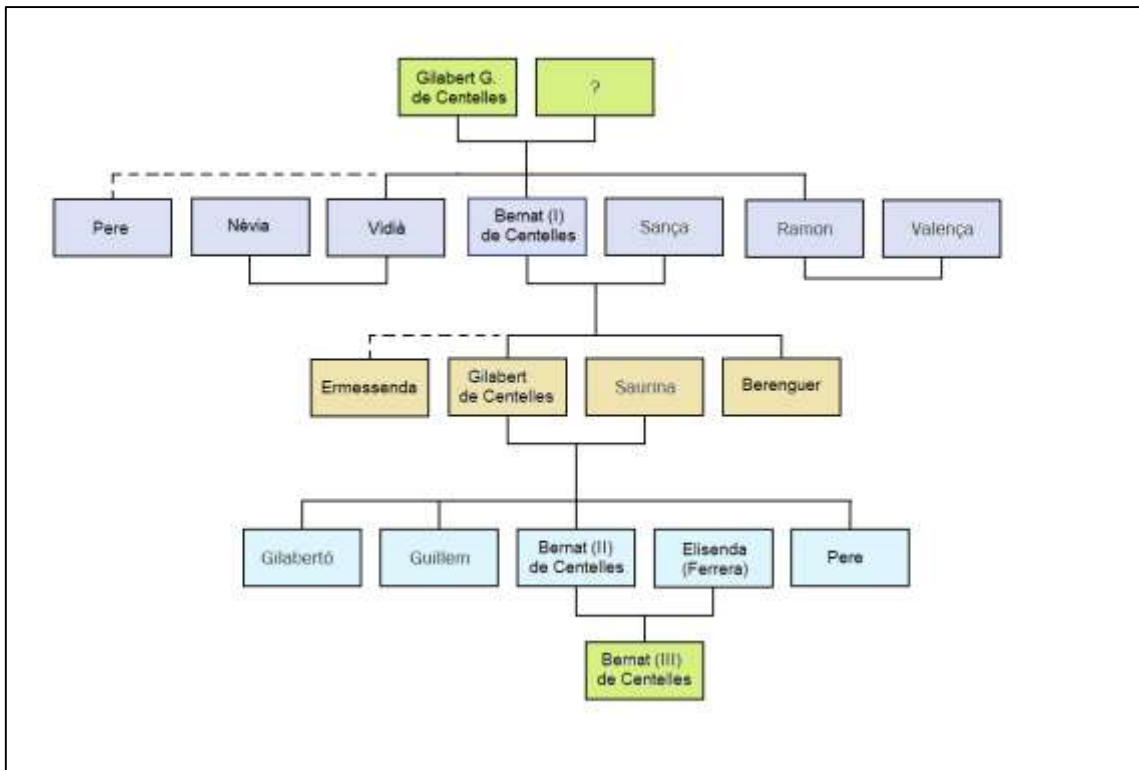 Gilabert G.
de Centelles
?
Pere
Névia
Vidià
Bernat (I)
de Centelles
Sança
Ramon
Valença
Ermessenda
Gilabert
de Centelles
Saurina
Berenguer
Gilabertó
Guillem
Bernat (II)
de Centelles
Elisenda
(Ferrera)
Pere
Bernat (III)
de Centelles